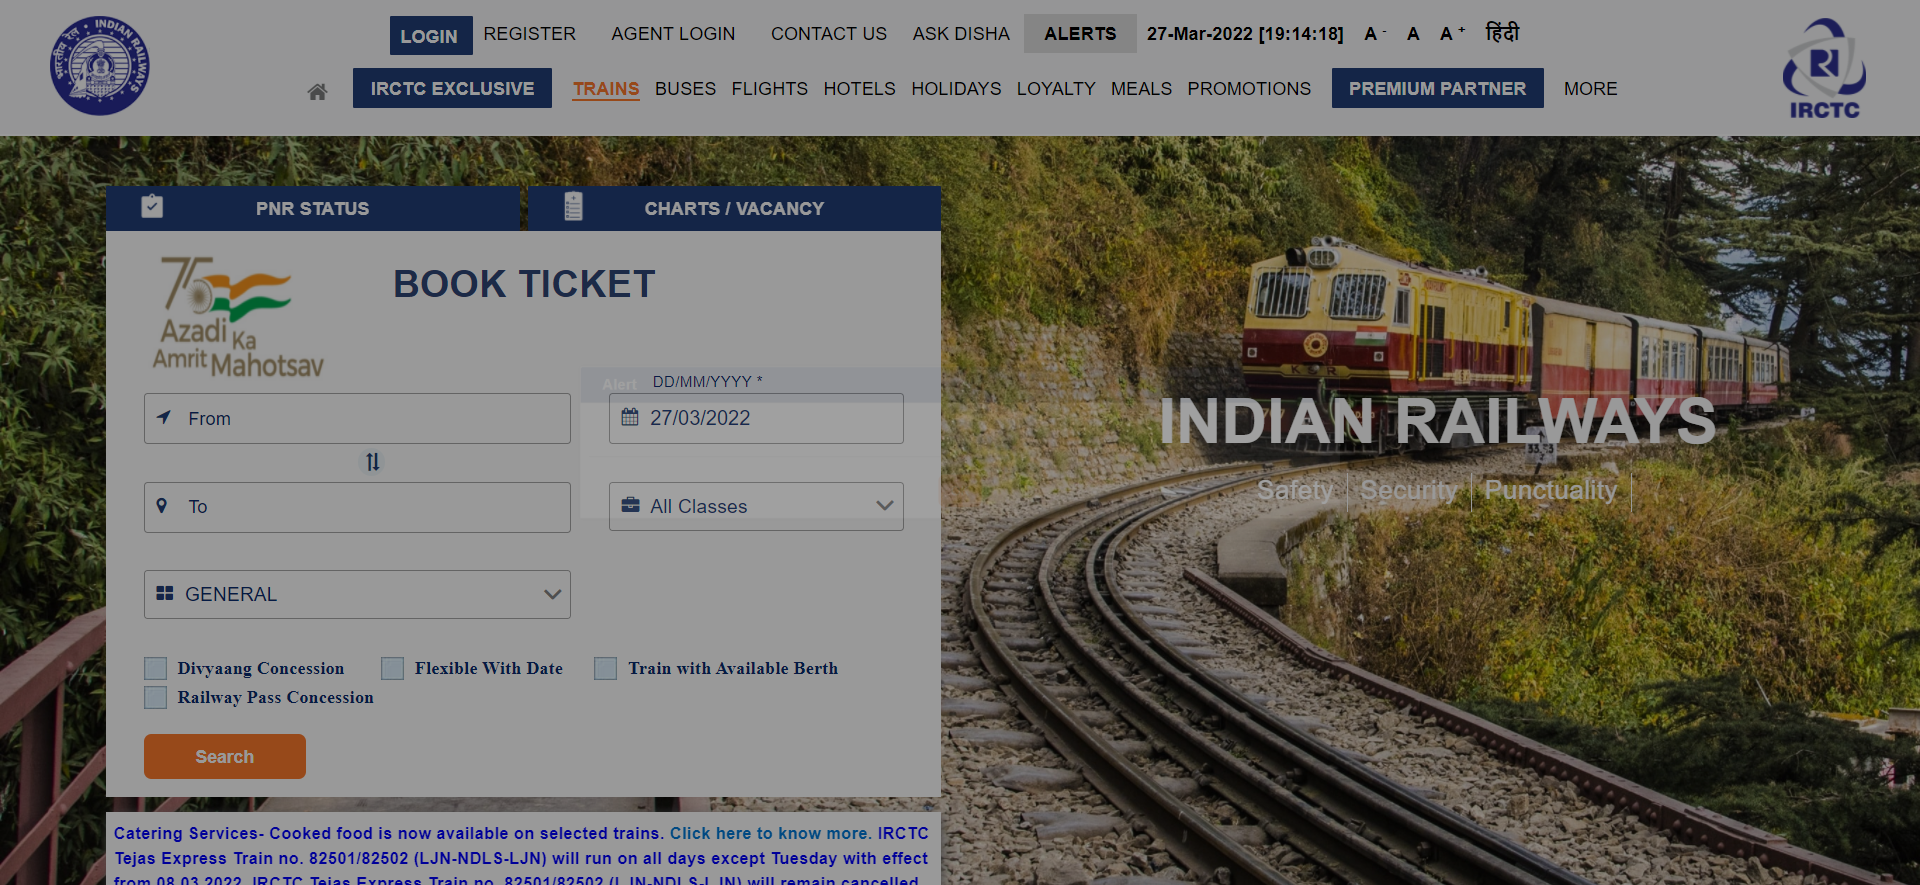 LOGIN REGISTER AGENT LOGIN CONTACT US ASK DISHA ALERTS 27-Mar-2022 [19:14:18] A - A A + हिंदी
INDIAN RAILWAYS
भारतीय रेल
IRCTC EXCLUSIVE TRAINS BUSES FLIGHTS HOTELS HOLIDAYS LOYALTY MEALS PROMOTIONS PREMIUM PARTNER MORE
IRCTC
PNR STATUS CHARTS / VACANCY
75
Azadi Ka
Amrit Mahotsav
BOOK TICKET
Alert DD/MM/YYYY *
From 27/03/2022
To All Classes
GENERAL
Divyaang Concession Flexible With Date Train with Available Berth
Railway Pass Concession
Search
INDIAN RAILWAYS
Safety Security Punctuality
Catering Services- Cooked food is now available on selected trains. Click here to know more. IRCTC
Tejas Express Train no. 82501/82502 (LJN-NDLS-LJN) will run on all days except Tuesday with effect
from 08.03.2022. IRCTC Tejas Express Train no. 82501/82502 (LJN-NDLS-LJN) will remain cancelled